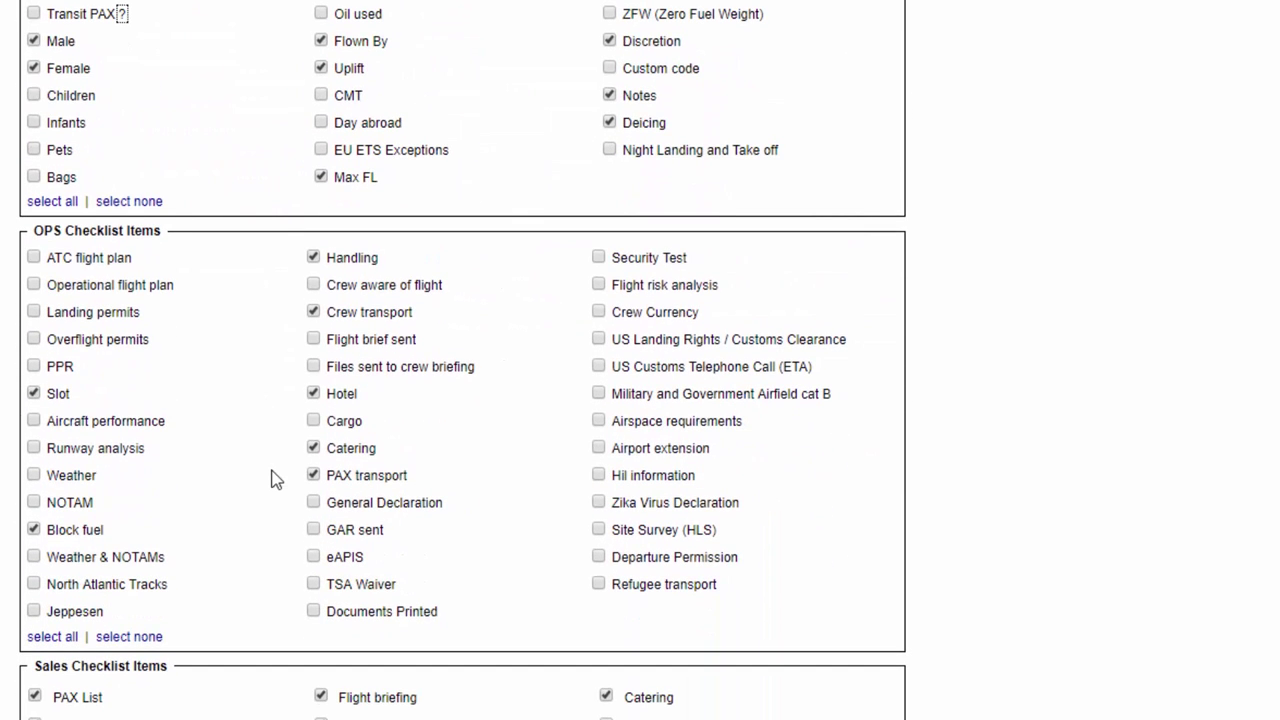 Transit PAX? Oil used ZFW (Zero Fuel Weight)
Male Flown By Discretion
Female Uplift Custom code
Children CMT Notes
Infants Day abroad Deicing
Pets EU ETS Exceptions Night Landing and Take off
Bags Max FL
select all | select none
OPS Checklist Items
ATC flight plan Handling Security Test
Operational flight plan Crew aware of flight Flight risk analysis
Landing permits Crew transport Crew Currency
Overflight permits Flight brief sent US Landing Rights / Customs Clearance
PPR Files sent to crew briefing US Customs Telephone Call (ETA)
Slot Hotel Military and Government Airfield cat B
Aircraft performance Cargo Airspace requirements
Runway analysis Catering Airport extension
Weather PAX transport Hil information
NOTAM General Declaration Zika Virus Declaration
Block fuel GAR sent Site Survey (HLS)
Weather & NOTAMs eAPIS Departure Permission
North Atlantic Tracks TSA Waiver Refugee transport
Jeppesen Documents Printed
select all | select none
Sales Checklist Items
PAX List Flight briefing Catering